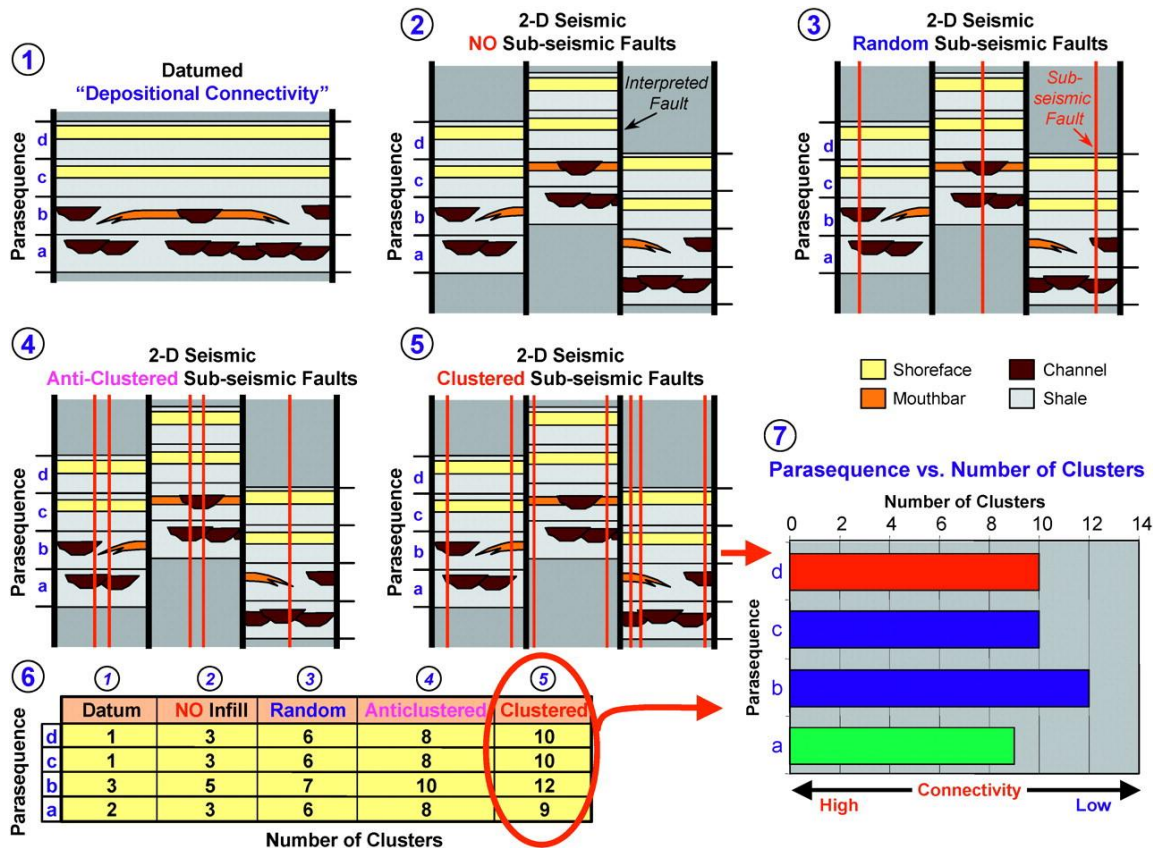 1
Datumed
“Depositional Connectivity”
Parasequence
d
c
b
a
2
2-D Seismic
NO Sub-seismic Faults
Interpreted
Fault
Parasequence
d
c
b
a
3
2-D Seismic
Random Sub-seismic Faults
Sub-
seismic
Fault
Parasequence
d
c
b
a
4
2-D Seismic
Anti-Clustered Sub-seismic Faults
Parasequence
d
c
b
a
5
2-D Seismic
Clustered Sub-seismic Faults
Parasequence
d
c
b
a
Shoreface
Channel
Mouthbar
Shale
6
Parasequence
1 2 3 4 5
Datum NO Infill Random Anticlustered Clustered
d 1 3 6 8 10
c 1 3 6 8 10
b 3 5 7 10 12
a 2 3 6 8 9
Number of Clusters
7
Parasequence vs. Number of Clusters
Number of Clusters
0 2 4 6 8 10 12 14
Parasequence
d
c
b
a
High Connectivity Low